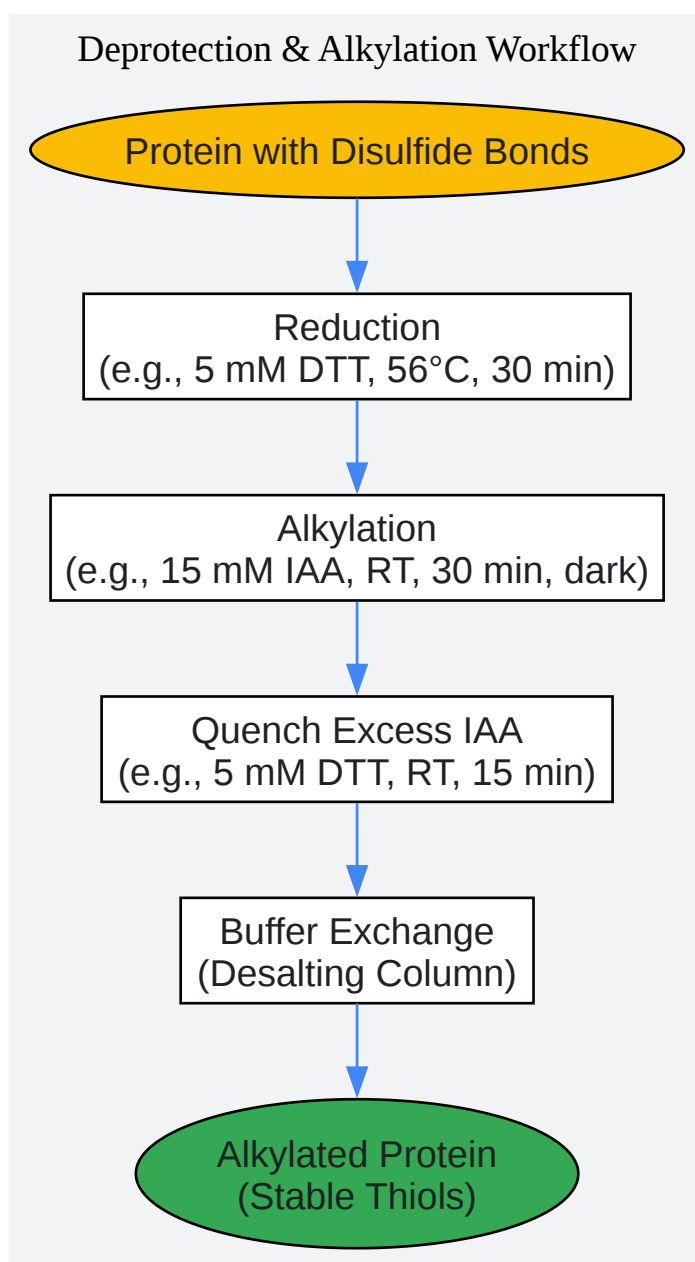 Deprotection & Alkylation Workflow
Protein with Disulfide Bonds
Reduction
(e.g., 5 mM DTT, 56°C, 30 min)
Alkylation
(e.g., 15 mM IAA, RT, 30 min, dark)
Quench Excess IAA
(e.g., 5 mM DTT, RT, 15 min)
Buffer Exchange
(Desalting Column)
Alkylated Protein
(Stable Thiols)